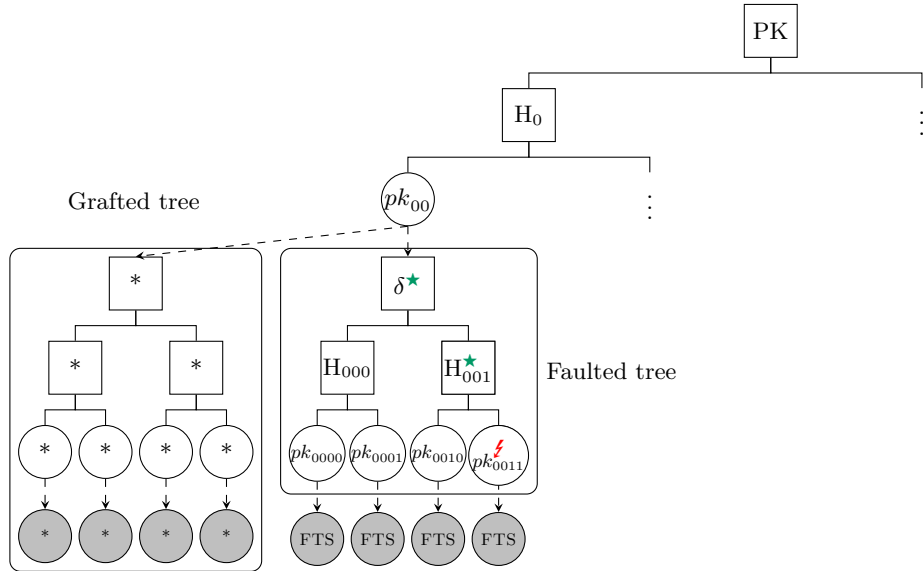 PK
H₀
⋮
pk₀₀
⋮
Grafted tree
* δ★
* * H₀₀₀ H★₀₀₁ Faulted tree
* * * * pk₀₀₀₀ pk₀₀₀₁ pk₀₀₁₀ pk₀₀₁₁
* * * * FTS FTS FTS FTS